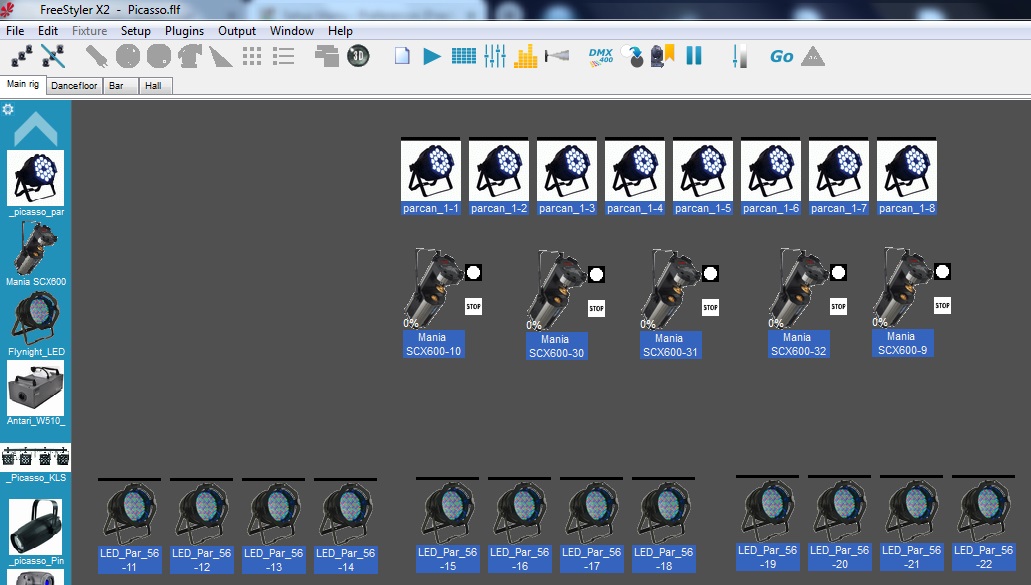 FreeStyler X2 - Picasso.flf
File Edit Fixture Setup Plugins Output Window Help
3D DMX 400 Go
Main rig Dancefloor Bar Hall
_picasso_par
Mania SCX600
Flynight_LED
Antari_W510_
_Picasso_KLS
_picasso_Pin
parcan_1-1 parcan_1-2 parcan_1-3 parcan_1-4 parcan_1-5 parcan_1-6 parcan_1-7 parcan_1-8
STOP STOP STOP STOP STOP
0% 0% 0% 0% 0%
Mania Mania Mania Mania Mania
SCX600-10 SCX600-30 SCX600-31 SCX600-32 SCX600-9
LED_Par_56 LED_Par_56 LED_Par_56 LED_Par_56 LED_Par_56 LED_Par_56 LED_Par_56 LED_Par_56 LED_Par_56 LED_Par_56 LED_Par_56 LED_Par_56
-11 -12 -13 -14 -15 -16 -17 -18 -19 -20 -21 -22